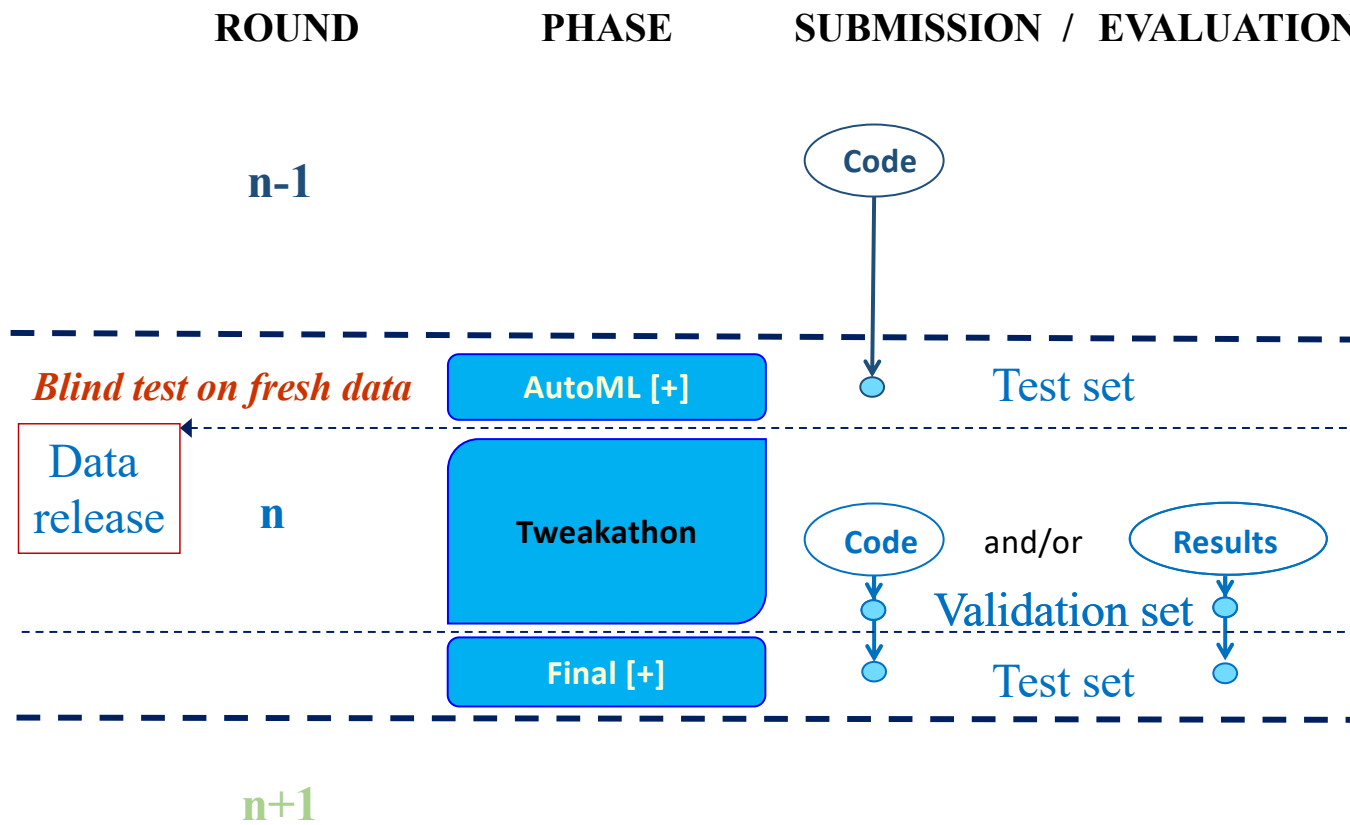 ROUND PHASE SUBMISSION / EVALUATION
Code
n-1
Blind test on fresh data AutoML [+] Test set
Data
release
n
Tweakathon
Code and/or Results
Validation set
Final [+] Test set
n+1